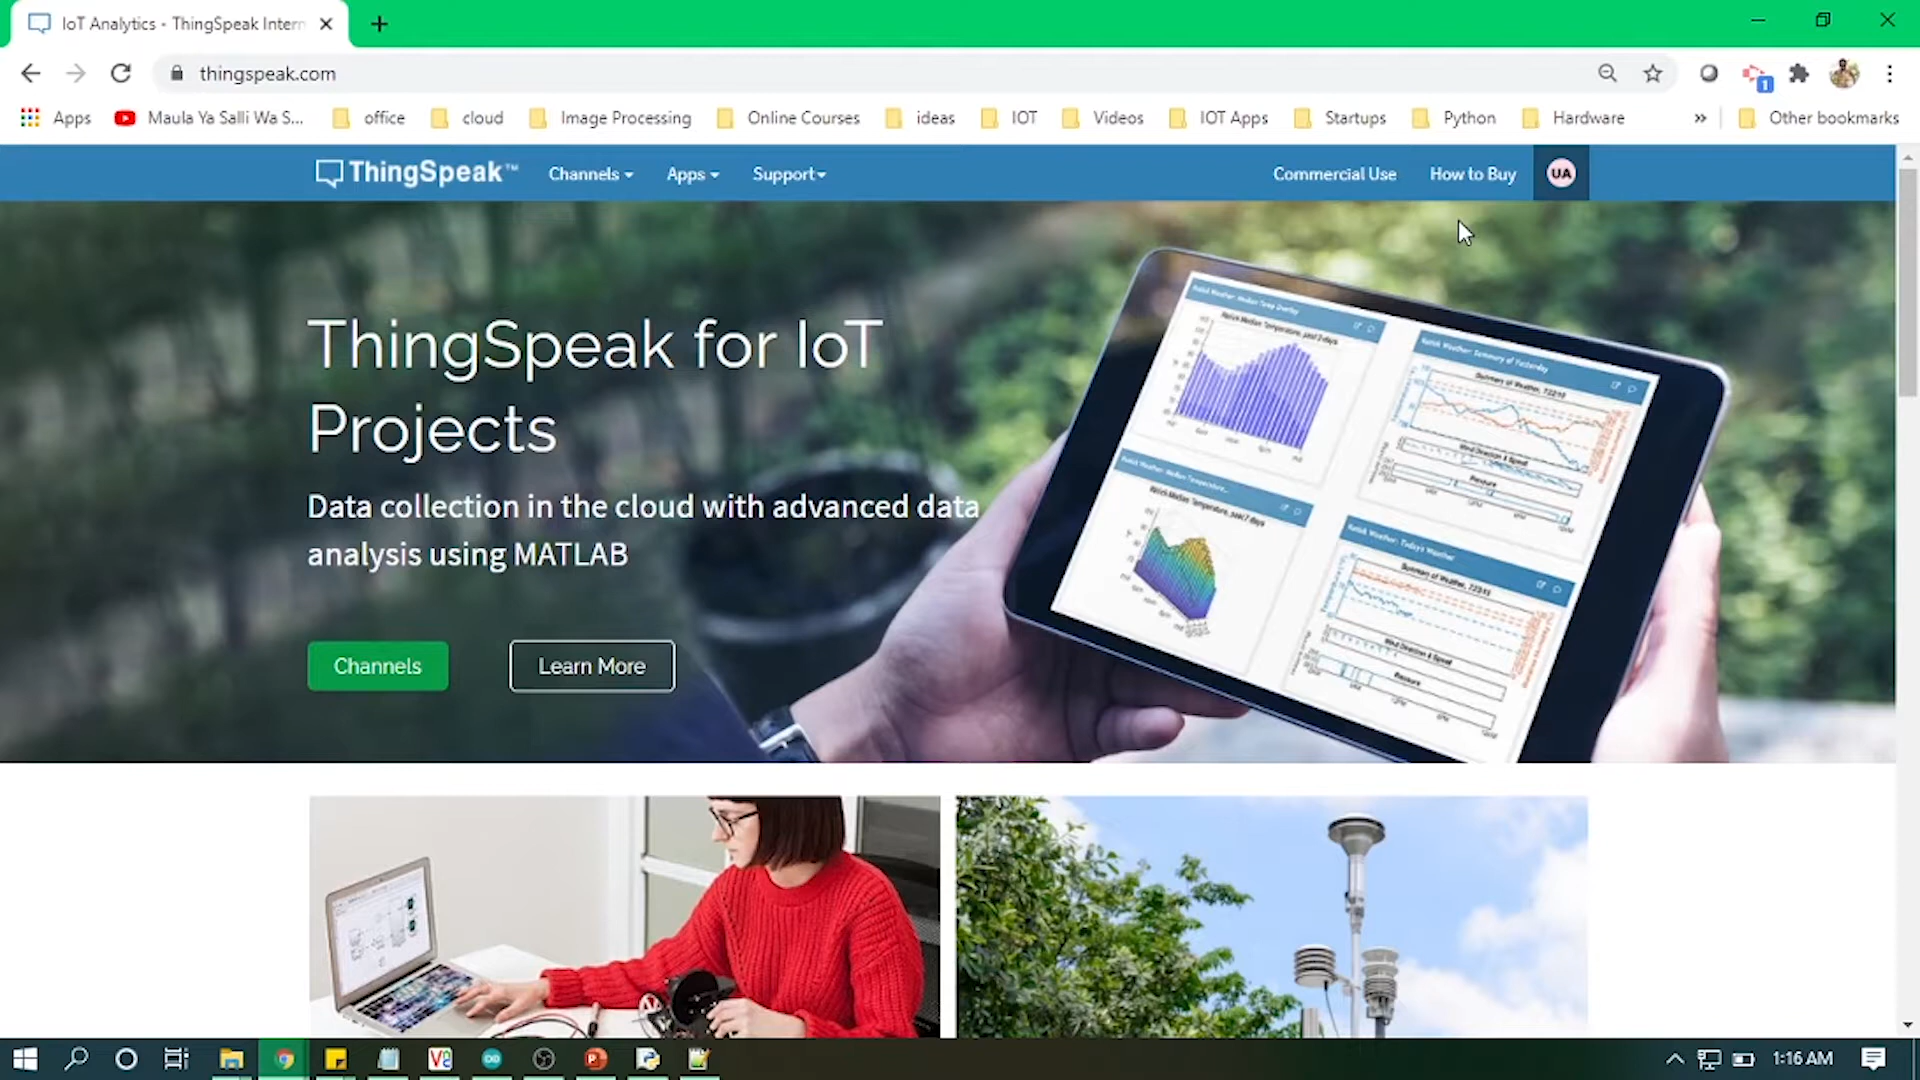 IoT Analytics - ThingSpeak Intern
thingspeak.com
1
Apps
Maula Ya Salli Wa S...
office
cloud
Image Processing
Online Courses
ideas
IOT
Videos
IOT Apps
Startups
Python
Hardware
»
Other bookmarks
ThingSpeak™
Channels
Apps
Support
Commercial Use
How to Buy
UA
ThingSpeak for IoT
Projects
Data collection in the cloud with advanced data
analysis using MATLAB
Channels
Learn More
1:16 AM